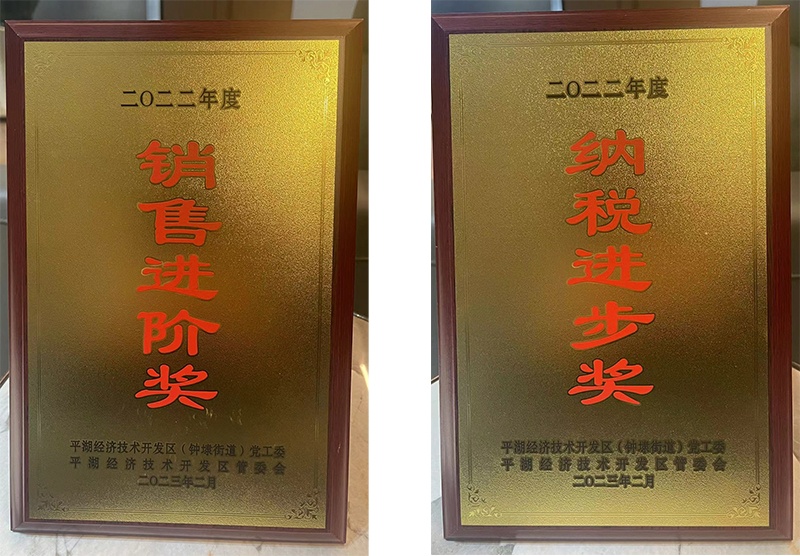 二〇二二年度
销售进阶奖
平湖经济技术开发区（钟埭街道）党工委
平湖经济技术开发区管委会
二〇二三年二月
二〇二二年度
纳税进步奖
平湖经济技术开发区（钟埭街道）党工委
平湖经济技术开发区管委会
二〇二三年二月